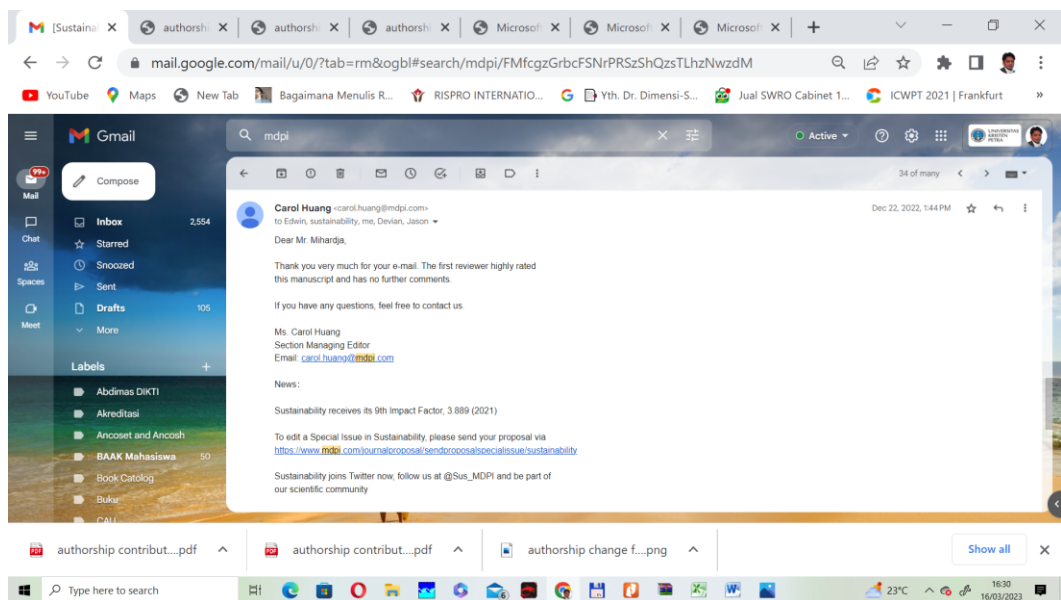 [Sustaina
authorshi
authorshi
authorshi
Microsoft
Microsoft
Microsoft
mail.google.com/mail/u/0/?tab=rm&ogbl#search/mdpi/FMfcgzGrbcFSNrPRSzShQzsTLhzNwzdM
YouTube
Maps
New Tab
Bagaimana Menulis R...
RISPRO INTERNATIO...
Yth. Dr. Dimensi-S...
Jual SWRO Cabinet 1...
ICWPT 2021 | Frankfurt
»
Gmail
mdpi
Active
UNIVERSITAS KRISTEN PETRA
99+
Mail
Chat
Spaces
Meet
Compose
Inbox 2,554
Starred
Snoozed
Sent
Drafts 105
More
Labels +
Abdimas DIKTI
Akreditasi
Ancoset and Ancosh
BAAK Mahasiswa 50
Book Catolog
Buku
CALL
34 of many
Carol Huang <carol.huang@mdpi.com>
Dec 22, 2022, 1:44 PM
to Edwin, sustainability, me, Devian, Jason
Dear Mr. Mihardja,
Thank you very much for your e-mail. The first reviewer highly rated
this manuscript and has no further comments.
If you have any questions, feel free to contact us.
Ms. Carol Huang
Section Managing Editor
Email: carol.huang@mdpi.com
News:
Sustainability receives its 9th Impact Factor, 3.889 (2021)
To edit a Special Issue in Sustainability, please send your proposal via
https://www.mdpi.com/journalproposal/sendproposalspecialissue/sustainability
Sustainability joins Twitter now, follow us at @Sus_MDPI and be part of
our scientific community
authorship contribut....pdf
authorship contribut....pdf
authorship change f....png
Show all
Type here to search
23°C
16:30
16/03/2023